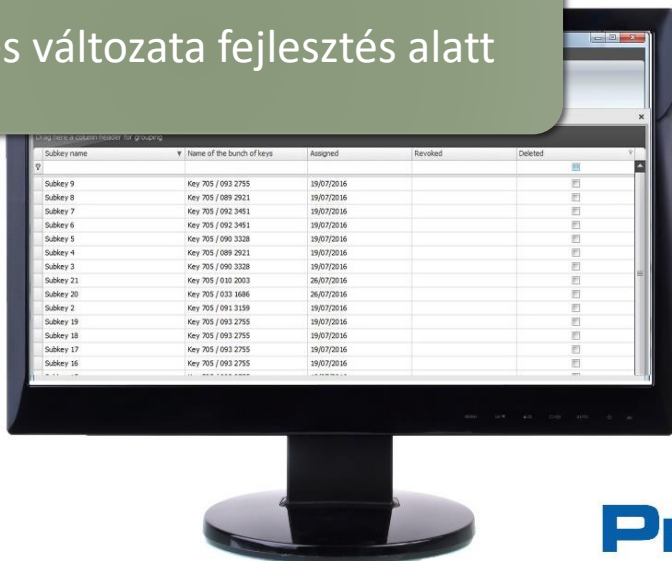 s változata fejlesztés alatt
Drag here a column header for grouping
Subkey name Name of the bunch of keys Assigned Revoked Deleted
Subkey 9 Key 705 / 093 2755 19/07/2016
Subkey 8 Key 705 / 089 2921 19/07/2016
Subkey 7 Key 705 / 092 3451 19/07/2016
Subkey 6 Key 705 / 092 3451 19/07/2016
Subkey 5 Key 705 / 090 3328 19/07/2016
Subkey 4 Key 705 / 089 2921 19/07/2016
Subkey 3 Key 705 / 090 3328 19/07/2016
Subkey 21 Key 705 / 010 2003 26/07/2016
Subkey 20 Key 705 / 033 1686 26/07/2016
Subkey 2 Key 705 / 091 3159 19/07/2016
Subkey 19 Key 705 / 093 2755 19/07/2016
Subkey 18 Key 705 / 093 2755 19/07/2016
Subkey 17 Key 705 / 093 2755 19/07/2016
Subkey 16 Key 705 / 093 2755 19/07/2016